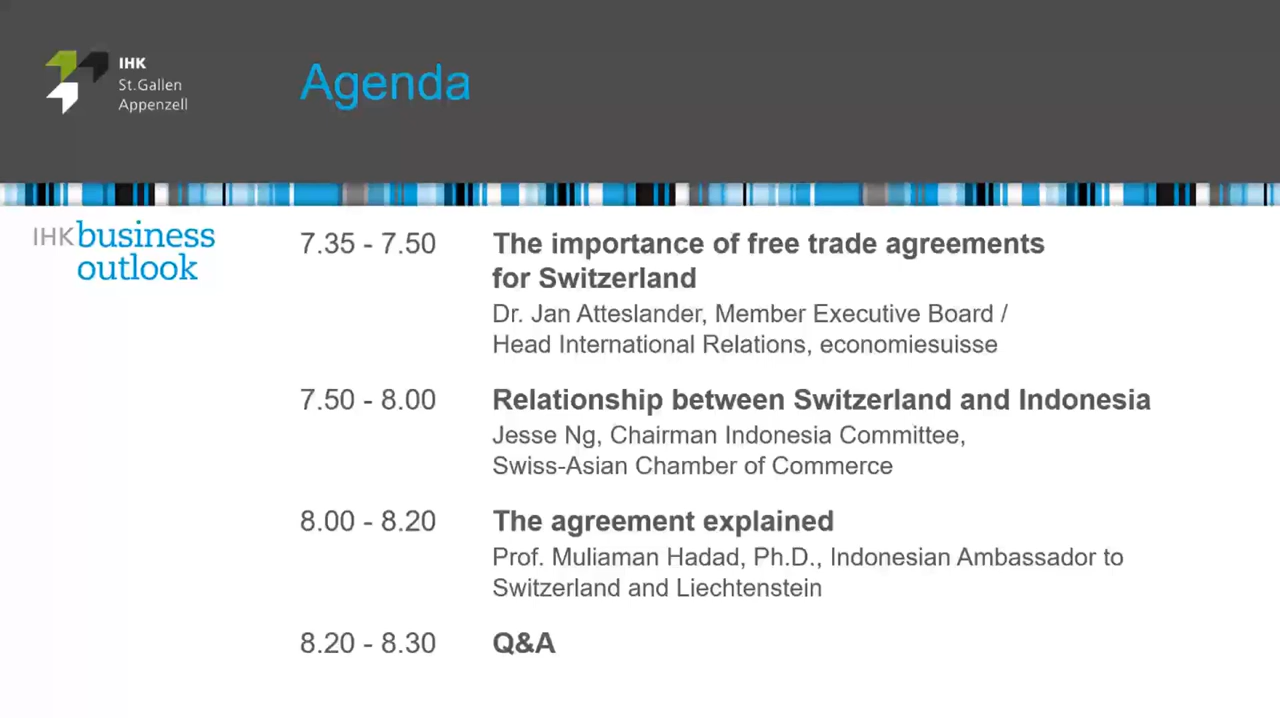 IHK
St.Gallen
Appenzell
Agenda
IHK business
outlook
7.35 - 7.50 The importance of free trade agreements
for Switzerland
Dr. Jan Atteslander, Member Executive Board /
Head International Relations, economiesuisse
7.50 - 8.00 Relationship between Switzerland and Indonesia
Jesse Ng, Chairman Indonesia Committee,
Swiss-Asian Chamber of Commerce
8.00 - 8.20 The agreement explained
Prof. Muliaman Hadad, Ph.D., Indonesian Ambassador to
Switzerland and Liechtenstein
8.20 - 8.30 Q&A